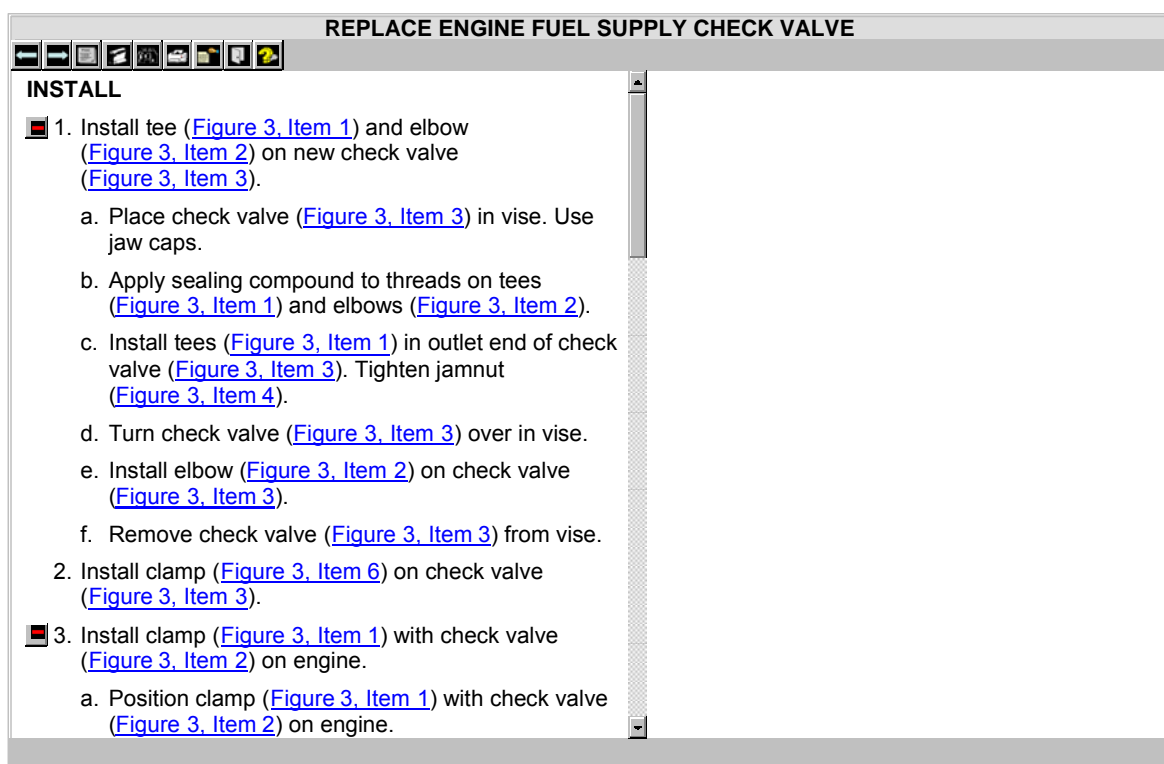 REPLACE ENGINE FUEL SUPPLY CHECK VALVE
INSTALL
1. Install tee (Figure 3, Item 1) and elbow
(Figure 3, Item 2) on new check valve
(Figure 3, Item 3).
a. Place check valve (Figure 3, Item 3) in vise. Use
jaw caps.
b. Apply sealing compound to threads on tees
(Figure 3, Item 1) and elbows (Figure 3, Item 2).
c. Install tees (Figure 3, Item 1) in outlet end of check
valve (Figure 3, Item 3). Tighten jamnut
(Figure 3, Item 4).
d. Turn check valve (Figure 3, Item 3) over in vise.
e. Install elbow (Figure 3, Item 2) on check valve
(Figure 3, Item 3).
f. Remove check valve (Figure 3, Item 3) from vise.
2. Install clamp (Figure 3, Item 6) on check valve
(Figure 3, Item 3).
3. Install clamp (Figure 3, Item 1) with check valve
(Figure 3, Item 2) on engine.
a. Position clamp (Figure 3, Item 1) with check valve
(Figure 3, Item 2) on engine.